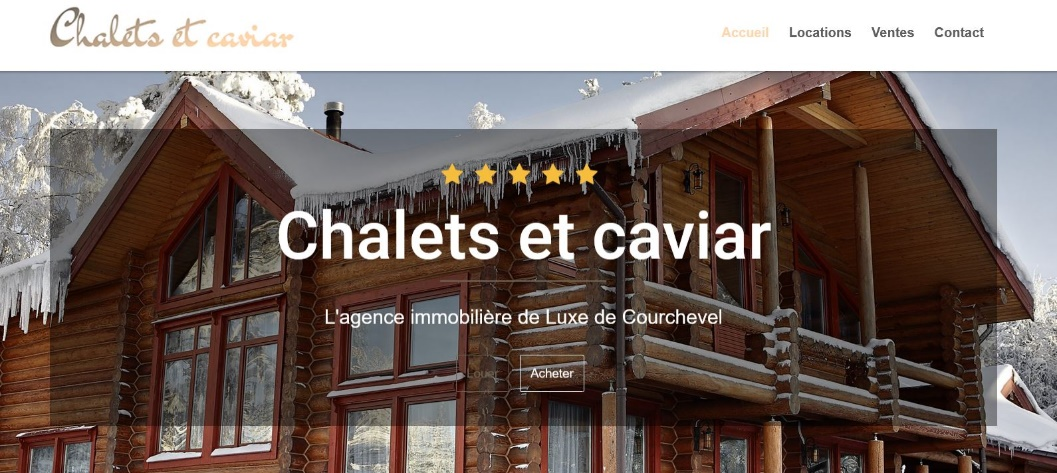 Chalets et caviar
Accueil Locations Ventes Contact
Chalets et caviar
L'agence immobilière de Luxe de Courchevel
Louer Acheter